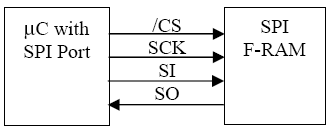 µC with
SPI Port
/CS
SCK
SI
SO
SPI
F-RAM